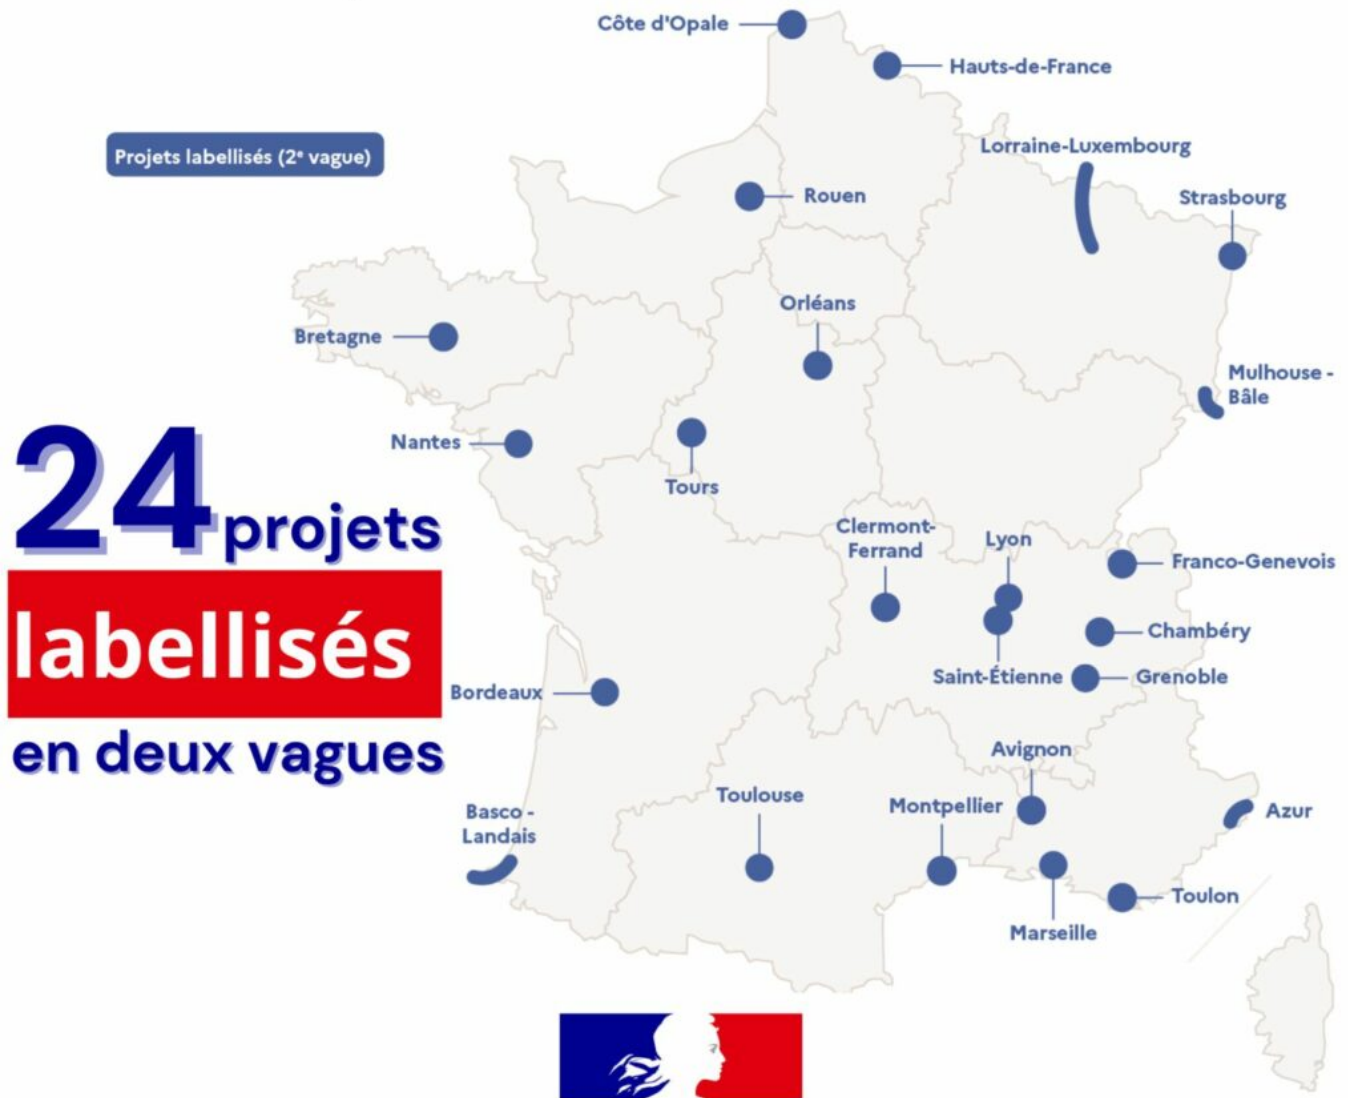 Côte d'Opale
Hauts-de-France
Projets labellisés (2ᵉ vague)
Lorraine-Luxembourg
Rouen
Strasbourg
Orléans
Bretagne
Mulhouse -
Bâle
Nantes
Tours
24 projets
labellisés
en deux vagues
Clermont-
Ferrand
Lyon
Franco-Genevois
Chambéry
Saint-Étienne
Grenoble
Bordeaux
Avignon
Toulouse
Montpellier
Basco -
Landais
Azur
Toulon
Marseille